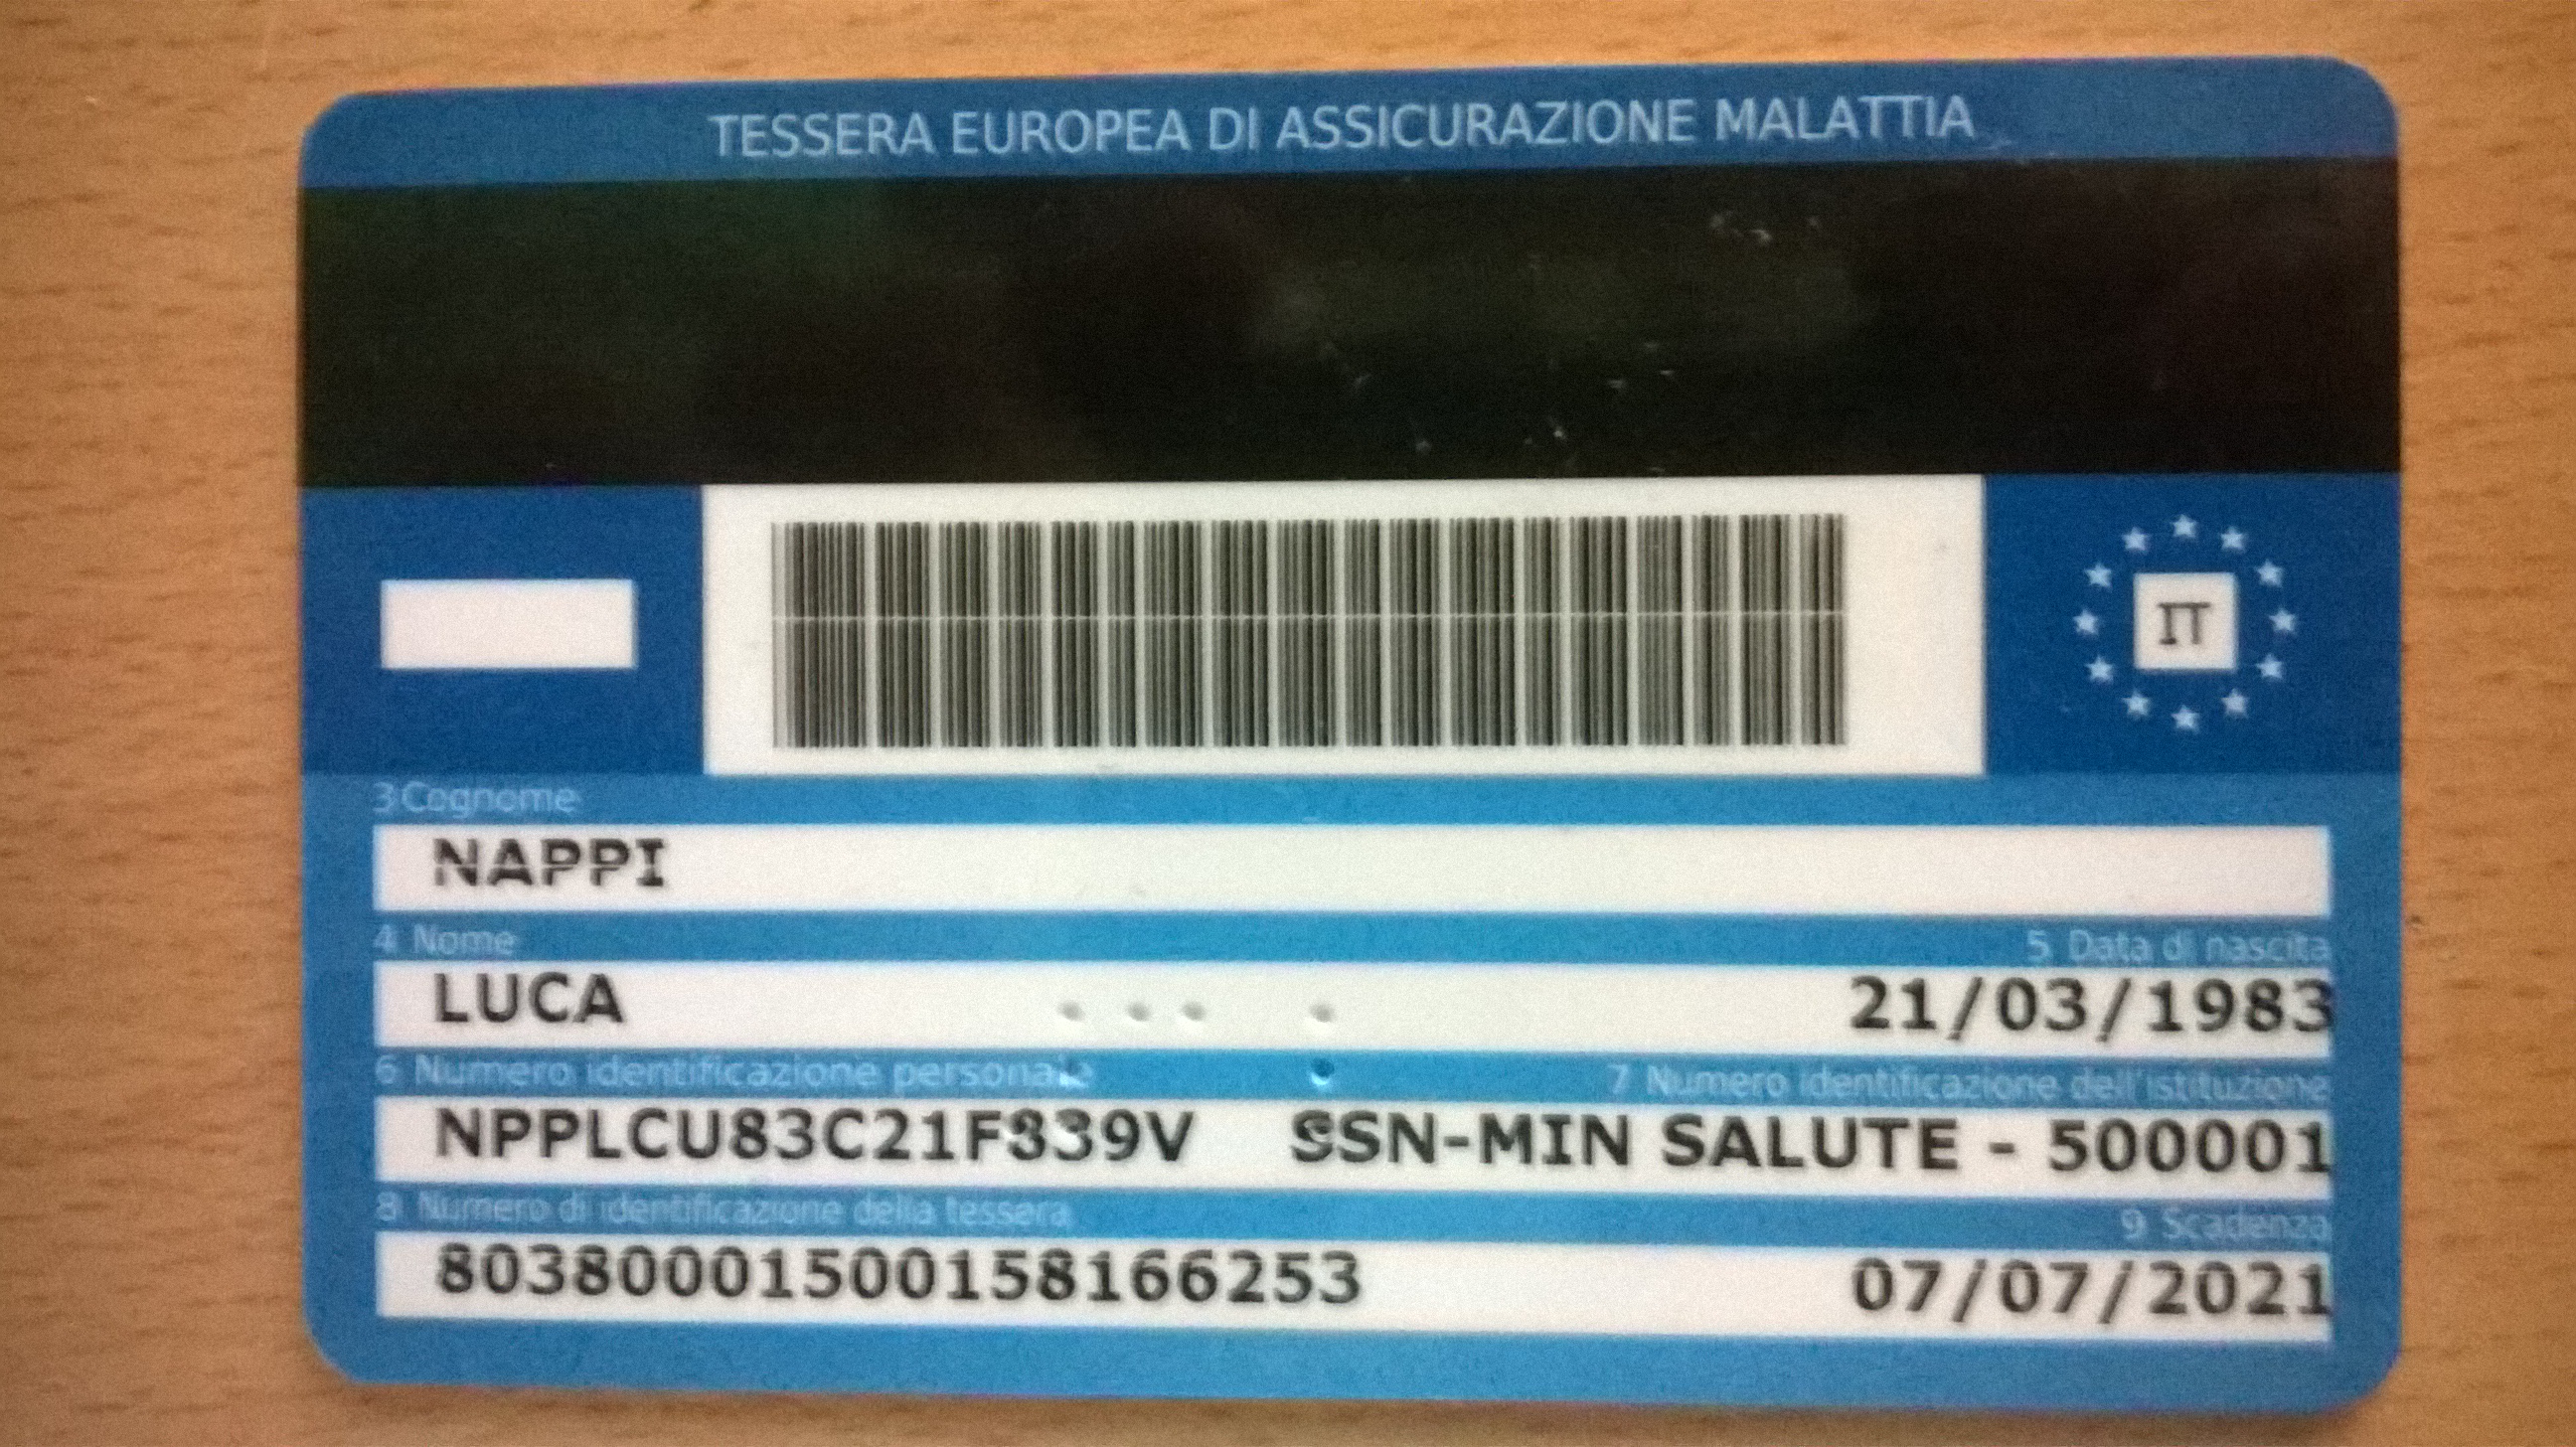 TESSERA EUROPEA DI ASSICURAZIONE MALATTIA
IT
3 Cognome
NAPPI
4 Nome 5 Data di nascita
LUCA 21/03/1983
6 Numero identificazione personale 7 Numero identificazione dell'istituzione
NPPLCU83C21F839V SSN-MIN SALUTE - 500001
8 Numero di identificazione della tessera 9 Scadenza
80380001500158166253 07/07/2021